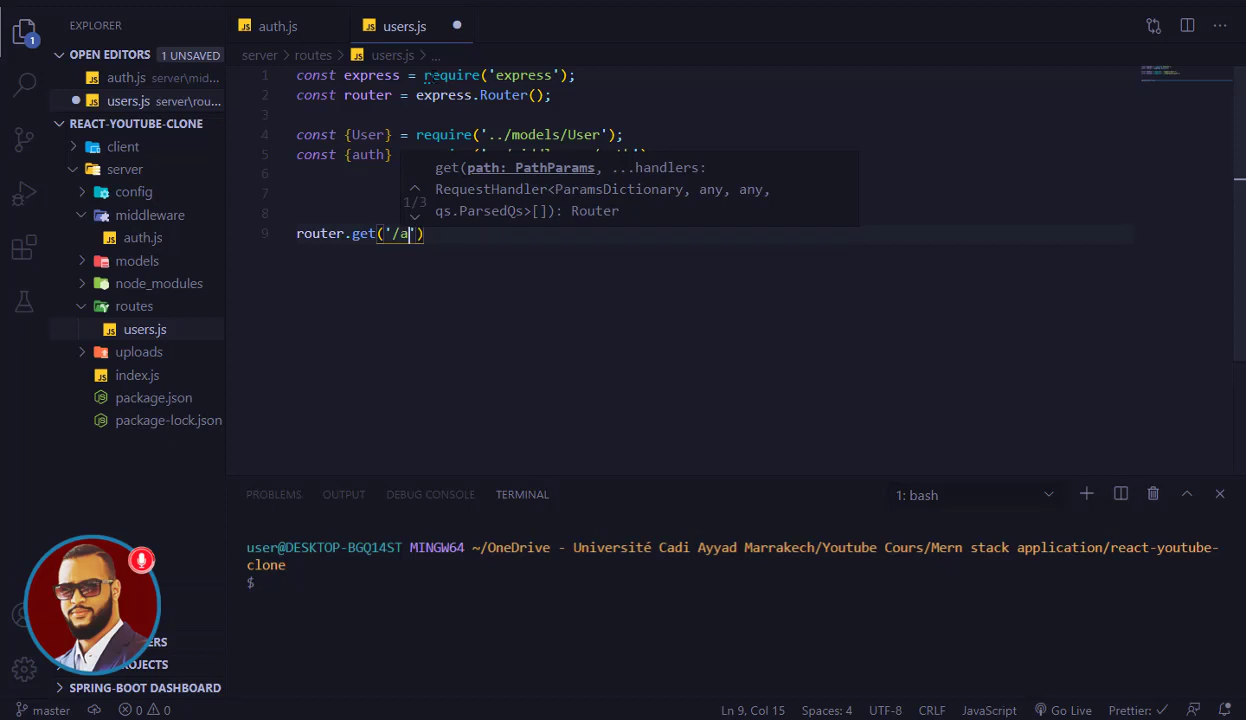 EXPLORER
OPEN EDITORS 1 UNSAVED
auth.js server\mid...
users.js server\rou...
REACT-YOUTUBE-CLONE
client
server
config
middleware
auth.js
models
node_modules
routes
users.js
uploads
index.js
package.json
package-lock.json
SPRING-BOOT DASHBOARD
1
auth.js
users.js
server > routes > users.js > ...
1 const express = require('express');
2 const router = express.Router();
3
4 const {User} = require('../models/User');
5 const {auth}
6
7
8
9 router.get('/a')
get(path: PathParams, ...handlers:
1/3 RequestHandler<ParamsDictionary, any, any,
qs.ParsedQs>[]): Router
PROBLEMS OUTPUT DEBUG CONSOLE TERMINAL 1: bash
user@DESKTOP-BGQ14ST MINGW64 ~/OneDrive - Université Cadi Ayyad Marrakech/Youtube Cours/Mern stack application/react-youtube-
clone
$
master 0 0 Ln 9, Col 15 Spaces: 4 UTF-8 CRLF JavaScript Go Live Prettier: ✓